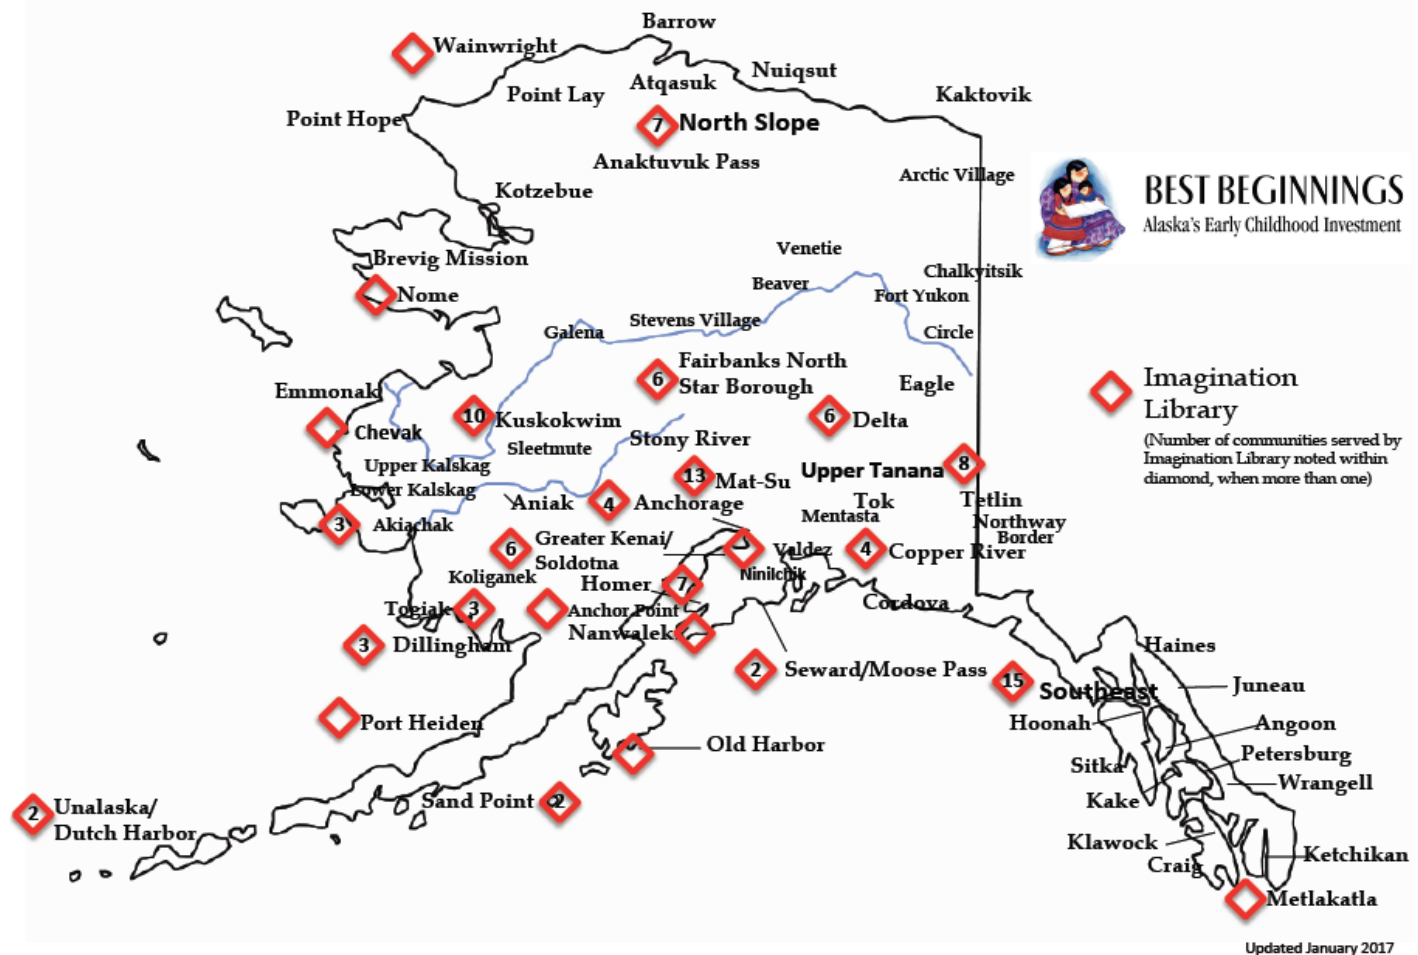 Barrow
Wainwright
Nuiqsut
Atqasuk
Point Lay
Kaktovik
Point Hope
7 North Slope
Anaktuvuk Pass
Arctic Village
Kotzebue
BEST BEGINNINGS
Alaska's Early Childhood Investment
Venetie
Brevig Mission
Chalkyitsik
Beaver
Nome
Fort Yukon
Stevens Village
Galena
Circle
6 Fairbanks North
Star Borough
Eagle
Emmonak
10 Kuskokwim
6 Delta
Chevak
Stony River
Sleetmute
Imagination
Library
(Number of communities served by
Imagination Library noted within
diamond, when more than one)
Upper Kalskag
Upper Tanana 8
13 Mat-Su
Lower Kalskag
Aniak
4 Anchorage
Tok
Tetlin
Mentasta
3
Akiachak
Northway
Border
6 Greater Kenai/
Soldotna
Valdez
4 Copper River
Koliganek
Ninilchik
Homer 7
Togiak 3
Anchor Point
Cordova
Nanwalek
3 Dillingham
Haines
2 Seward/Moose Pass
15 Southeast
Juneau
Port Heiden
Hoonah
Angoon
Old Harbor
Petersburg
Sitka
Wrangell
Sand Point 2
Kake
2 Unalaska/
Dutch Harbor
Klawock
Ketchikan
Craig
Metlakatla
Updated January 2017